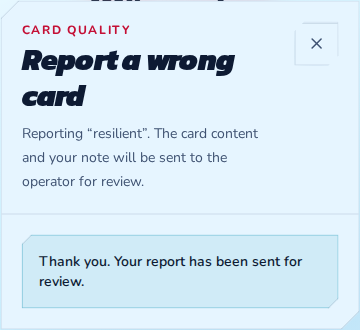 CARD QUALITY
Report a wrong
card
Reporting “resilient”. The card content
and your note will be sent to the
operator for review.
Thank you. Your report has been sent for
review.